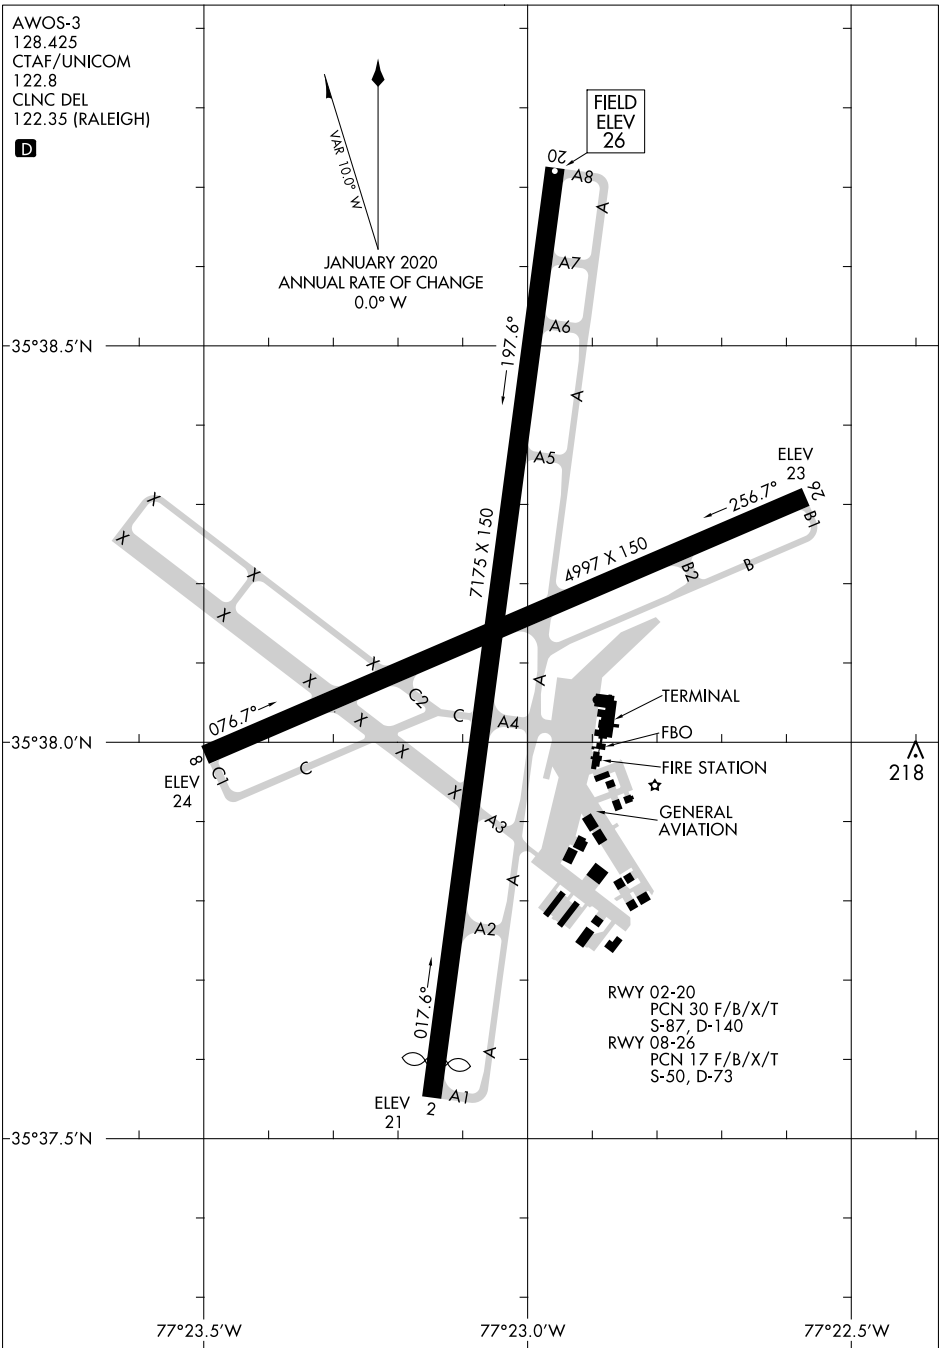 AWOS-3
128.425
CTAF/UNICOM
122.8
CLNC DEL
122.35 (RALEIGH)
D
VAR 10.0° W
JANUARY 2020
ANNUAL RATE OF CHANGE
0.0° W
FIELD
ELEV
26
20
A8
A
A7
A6
197.6°
35°38.5'N
A
A5
ELEV
23
26
256.7°
B1
X
X
7175 X 150
4997 X 150
B2
B
X
X
X
X
A
C2
C
A4
TERMINAL
076.7°
X
FBO
35°38.0'N
X
218
8
C1
C
FIRE STATION
ELEV
24
X
GENERAL
AVIATION
A3
A
A2
017.6°
RWY 02-20
PCN 30 F/B/X/T
S-87, D-140
RWY 08-26
PCN 17 F/B/X/T
S-50, D-73
A
A1
ELEV
21
2
35°37.5'N
77°23.5'W
77°23.0'W
77°22.5'W